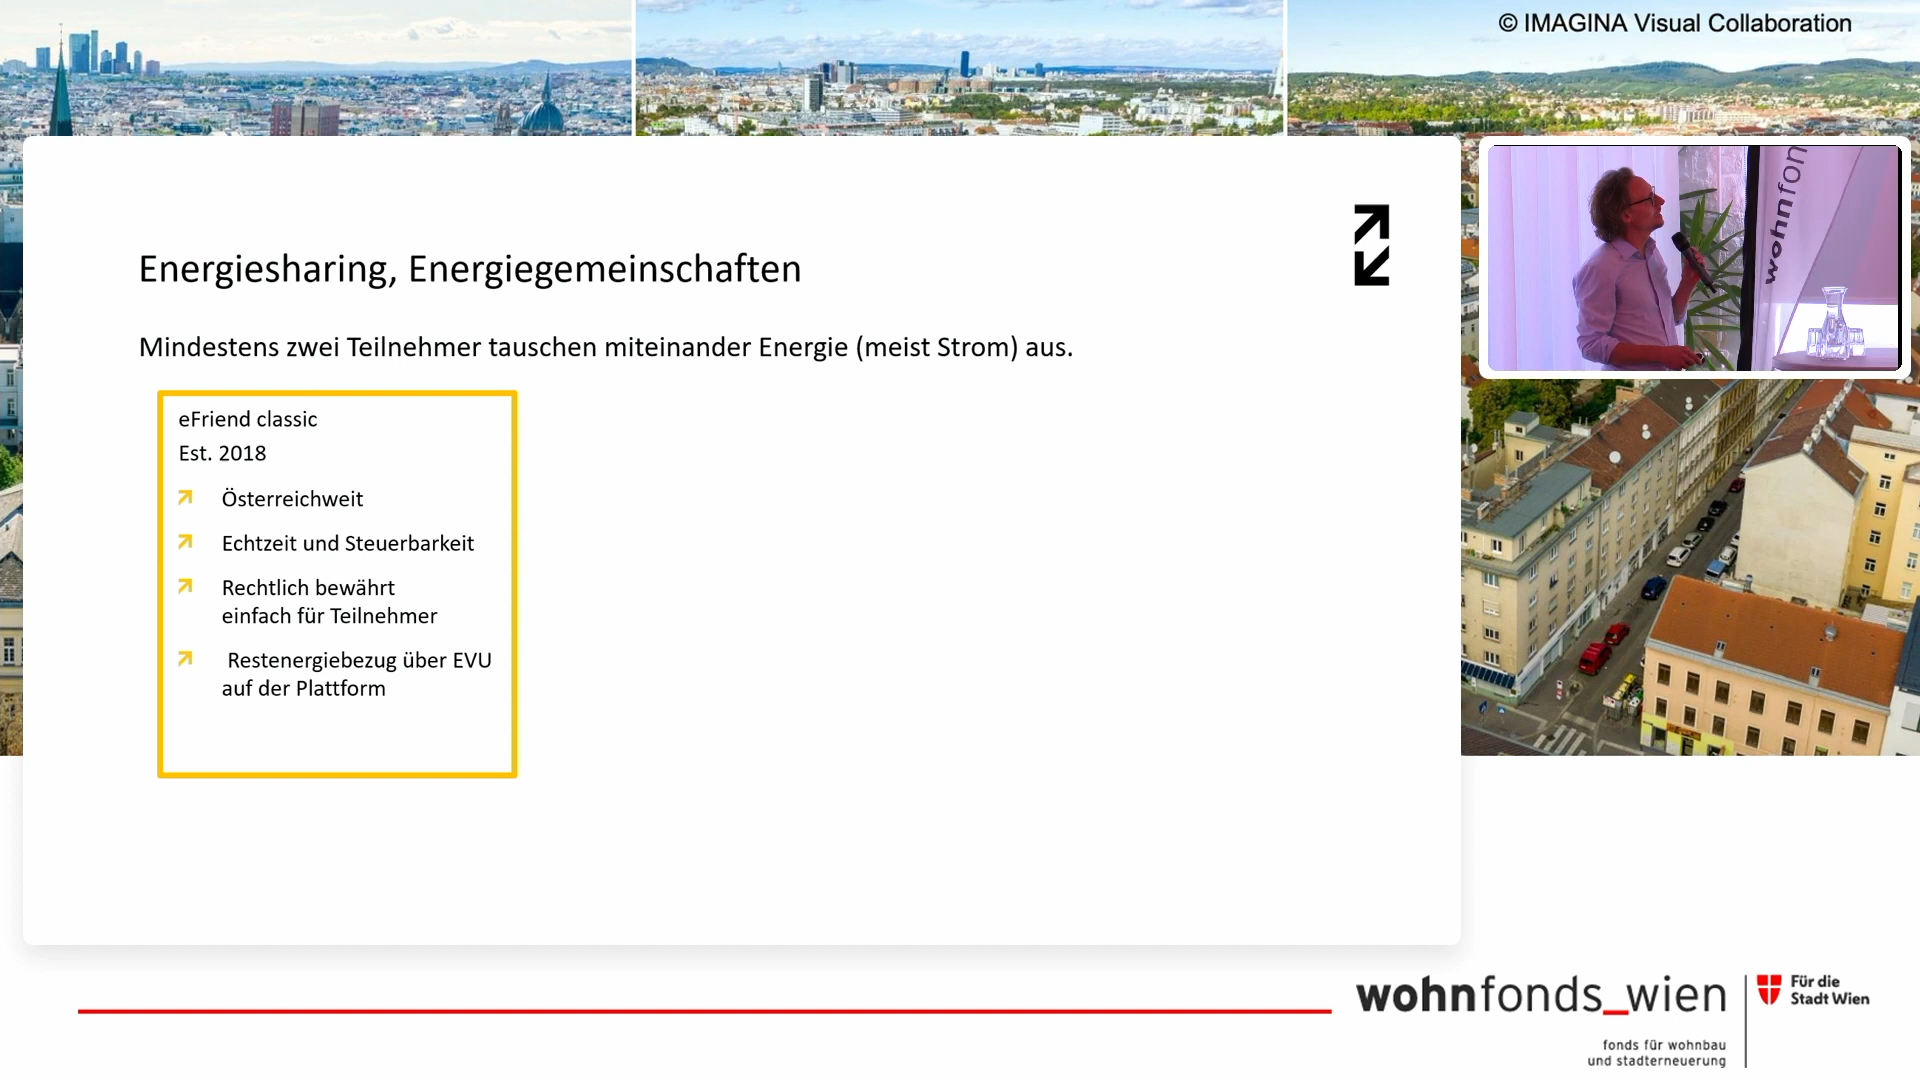 © IMAGINA Visual Collaboration
Energiesharing, Energiegemeinschaften
Mindestens zwei Teilnehmer tauschen miteinander Energie (meist Strom) aus.
eFriend classic
Est. 2018
Österreichweit
Echtzeit und Steuerbarkeit
Rechtlich bewährt
einfach für Teilnehmer
Restenergiebezug über EVU
auf der Plattform
wohnfon
wohnfonds_wien
fonds für wohnbau
und stadterneuerung
Für die
Stadt Wien